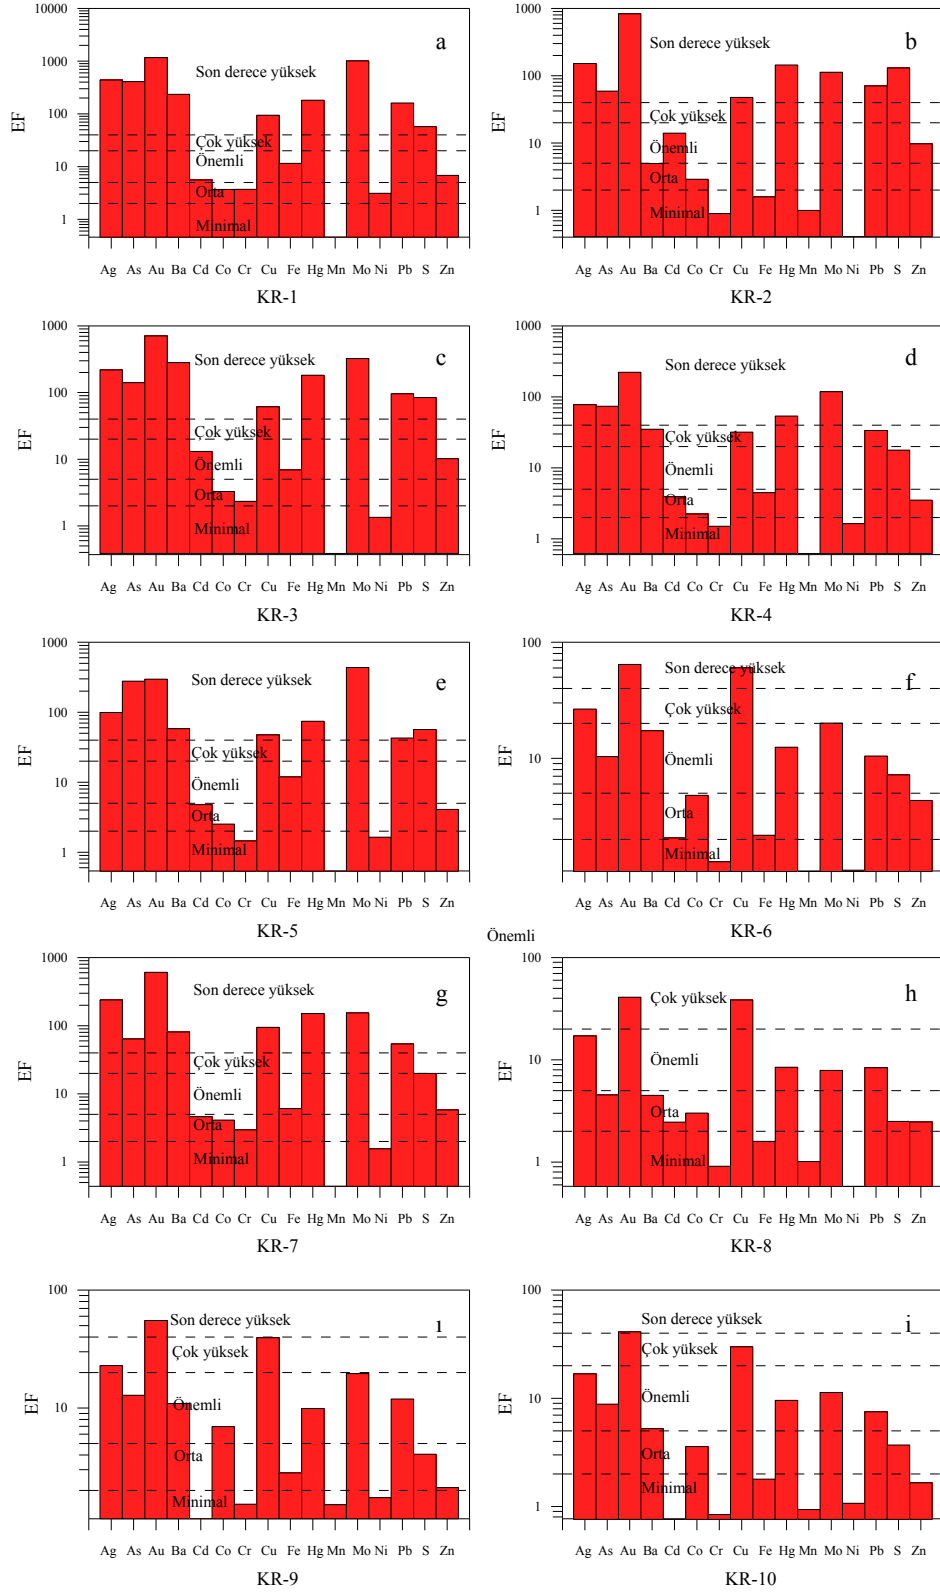 10000
1000
100
10
1
EF
a
Son derece yüksek
Çok yüksek
Önemli
Orta
Minimal
Ag As Au Ba Cd Co Cr Cu Fe Hg Mn Mo Ni Pb S Zn
KR-1
1000
100
10
1
EF
b
Son derece yüksek
Çok yüksek
Önemli
Orta
Minimal
Ag As Au Ba Cd Co Cr Cu Fe Hg Mn Mo Ni Pb S Zn
KR-2
1000
100
10
1
EF
c
Son derece yüksek
Çok yüksek
Önemli
Orta
Minimal
Ag As Au Ba Cd Co Cr Cu Fe Hg Mn Mo Ni Pb S Zn
KR-3
1000
100
10
1
EF
d
Son derece yüksek
Çok yüksek
Önemli
Orta
Minimal
Ag As Au Ba Cd Co Cr Cu Fe Hg Mn Mo Ni Pb S Zn
KR-4
1000
100
10
1
EF
e
Son derece yüksek
Çok yüksek
Önemli
Orta
Minimal
Ag As Au Ba Cd Co Cr Cu Fe Hg Mn Mo Ni Pb S Zn
KR-5
100
10
EF
f
Son derece yüksek
Çok yüksek
Önemli
Orta
Minimal
Ag As Au Ba Cd Co Cr Cu Fe Hg Mn Mo Ni Pb S Zn
KR-6
Önemli
1000
100
10
1
EF
g
Son derece yüksek
Çok yüksek
Önemli
Orta
Minimal
Ag As Au Ba Cd Co Cr Cu Fe Hg Mn Mo Ni Pb S Zn
KR-7
100
10
1
EF
h
Çok yüksek
Önemli
Orta
Minimal
Ag As Au Ba Cd Co Cr Cu Fe Hg Mn Mo Ni Pb S Zn
KR-8
100
10
EF
ı
Son derece yüksek
Çok yüksek
Önemli
Orta
Minimal
Ag As Au Ba Cd Co Cr Cu Fe Hg Mn Mo Ni Pb S Zn
KR-9
100
10
1
EF
i
Son derece yüksek
Çok yüksek
Önemli
Orta
Minimal
Ag As Au Ba Cd Co Cr Cu Fe Hg Mn Mo Ni Pb S Zn
KR-10